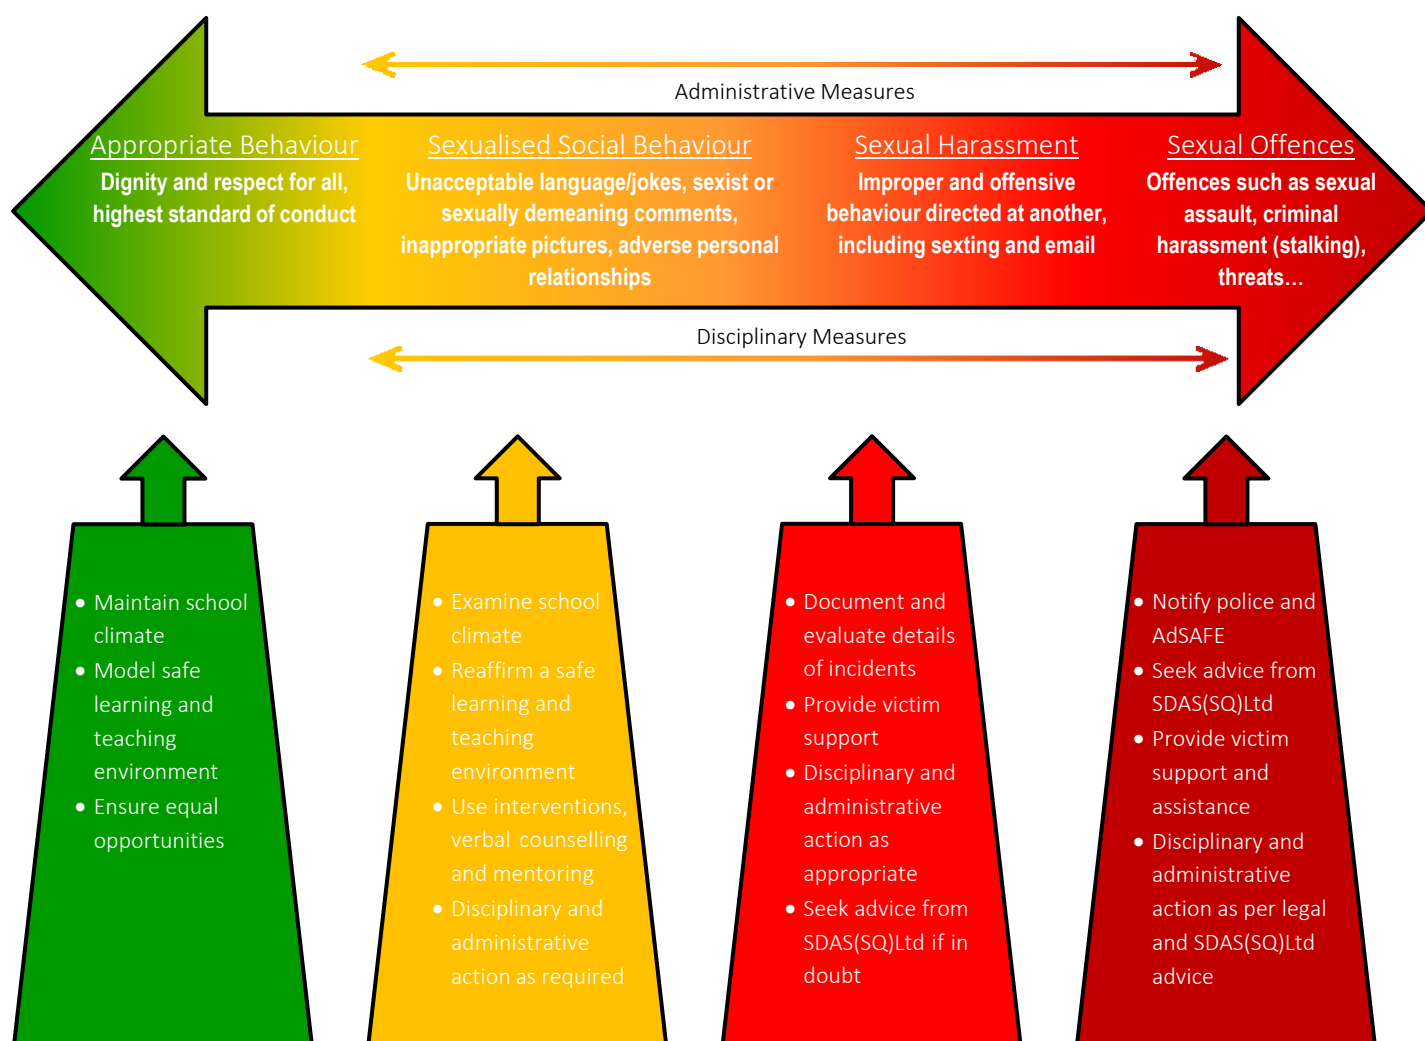 Administrative Measures
Appropriate Behaviour
Dignity and respect for all,
highest standard of conduct
Sexualised Social Behaviour
Unacceptable language/jokes, sexist or
sexually demeaning comments,
inappropriate pictures, adverse personal
relationships
Sexual Harassment
Improper and offensive
behaviour directed at another,
including sexting and email
Sexual Offences
Offences such as sexual
assault, criminal
harassment (stalking),
threats…
Disciplinary Measures
• Maintain school
climate
• Model safe
learning and
teaching
environment
• Ensure equal
opportunities
• Examine school
climate
• Reaffirm a safe
learning and
teaching
environment
• Use interventions,
verbal counselling
and mentoring
• Disciplinary and
administrative
action as required
• Document and
evaluate details
of incidents
• Provide victim
support
• Disciplinary and
administrative
action as
appropriate
• Seek advice from
SDAS(SQ)Ltd if in
doubt
• Notify police and
AdSAFE
• Seek advice from
SDAS(SQ)Ltd
• Provide victim
support and
assistance
• Disciplinary and
administrative
action as per legal
and SDAS(SQ)Ltd
advice